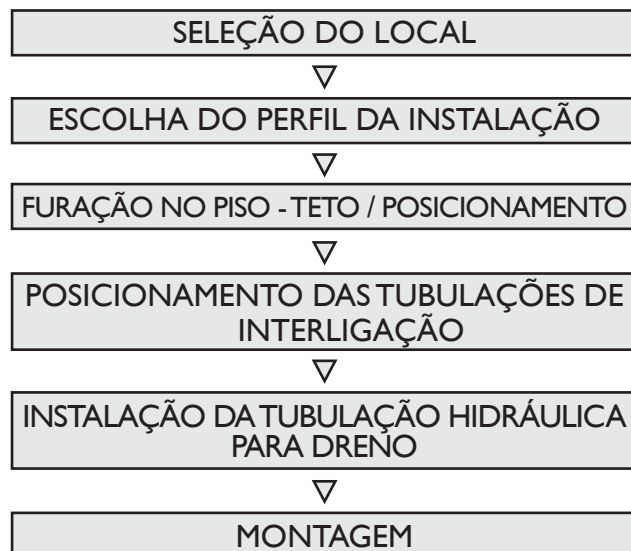 SELEÇÃO DO LOCAL
ESCOLHA DO PERFIL DA INSTALAÇÃO
FURAÇÃO NO PISO - TETO / POSICIONAMENTO
POSICIONAMENTO DAS TUBULAÇÕES DE
INTERLIGAÇÃO
INSTALAÇÃO DA TUBULAÇÃO HIDRÁULICA
PARA DRENO
MONTAGEM